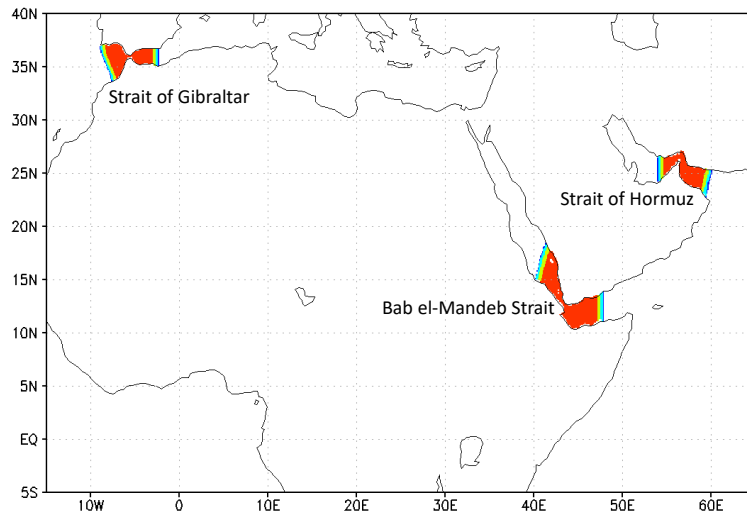 40N
35N
Strait of Gibraltar
30N
25N
Strait of Hormuz
20N
15N
Bab el-Mandeb Strait
10N
5N
EQ
5S
10W 0 10E 20E 30E 40E 50E 60E